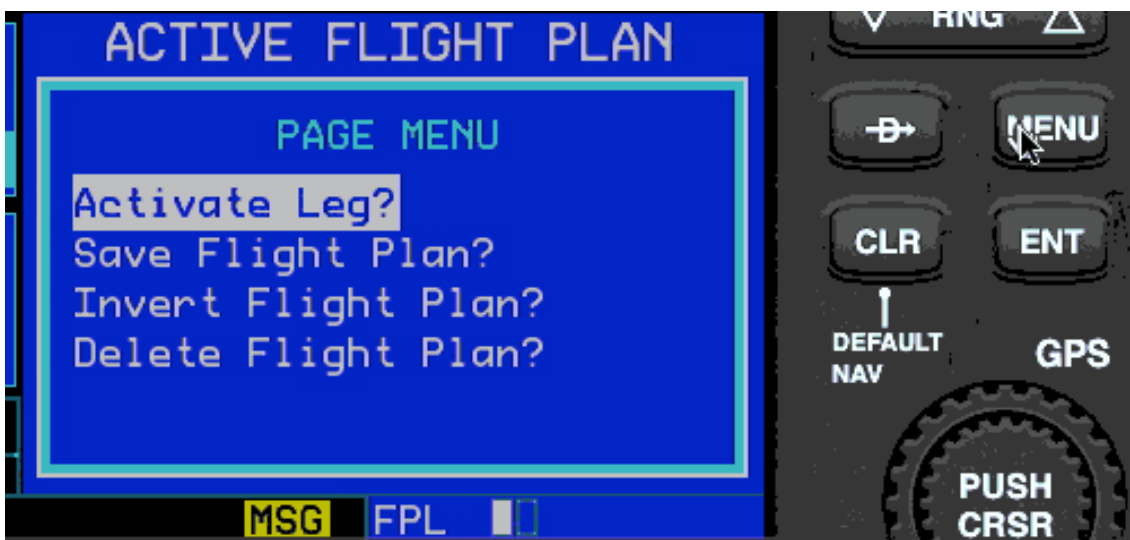 ACTIVE FLIGHT PLAN
PAGE MENU
Activate Leg?
Save Flight Plan?
Invert Flight Plan?
Delete Flight Plan?
MSG FPL
RNG
D MENU
CLR ENT
DEFAULT
NAV
GPS
PUSH
CRSR